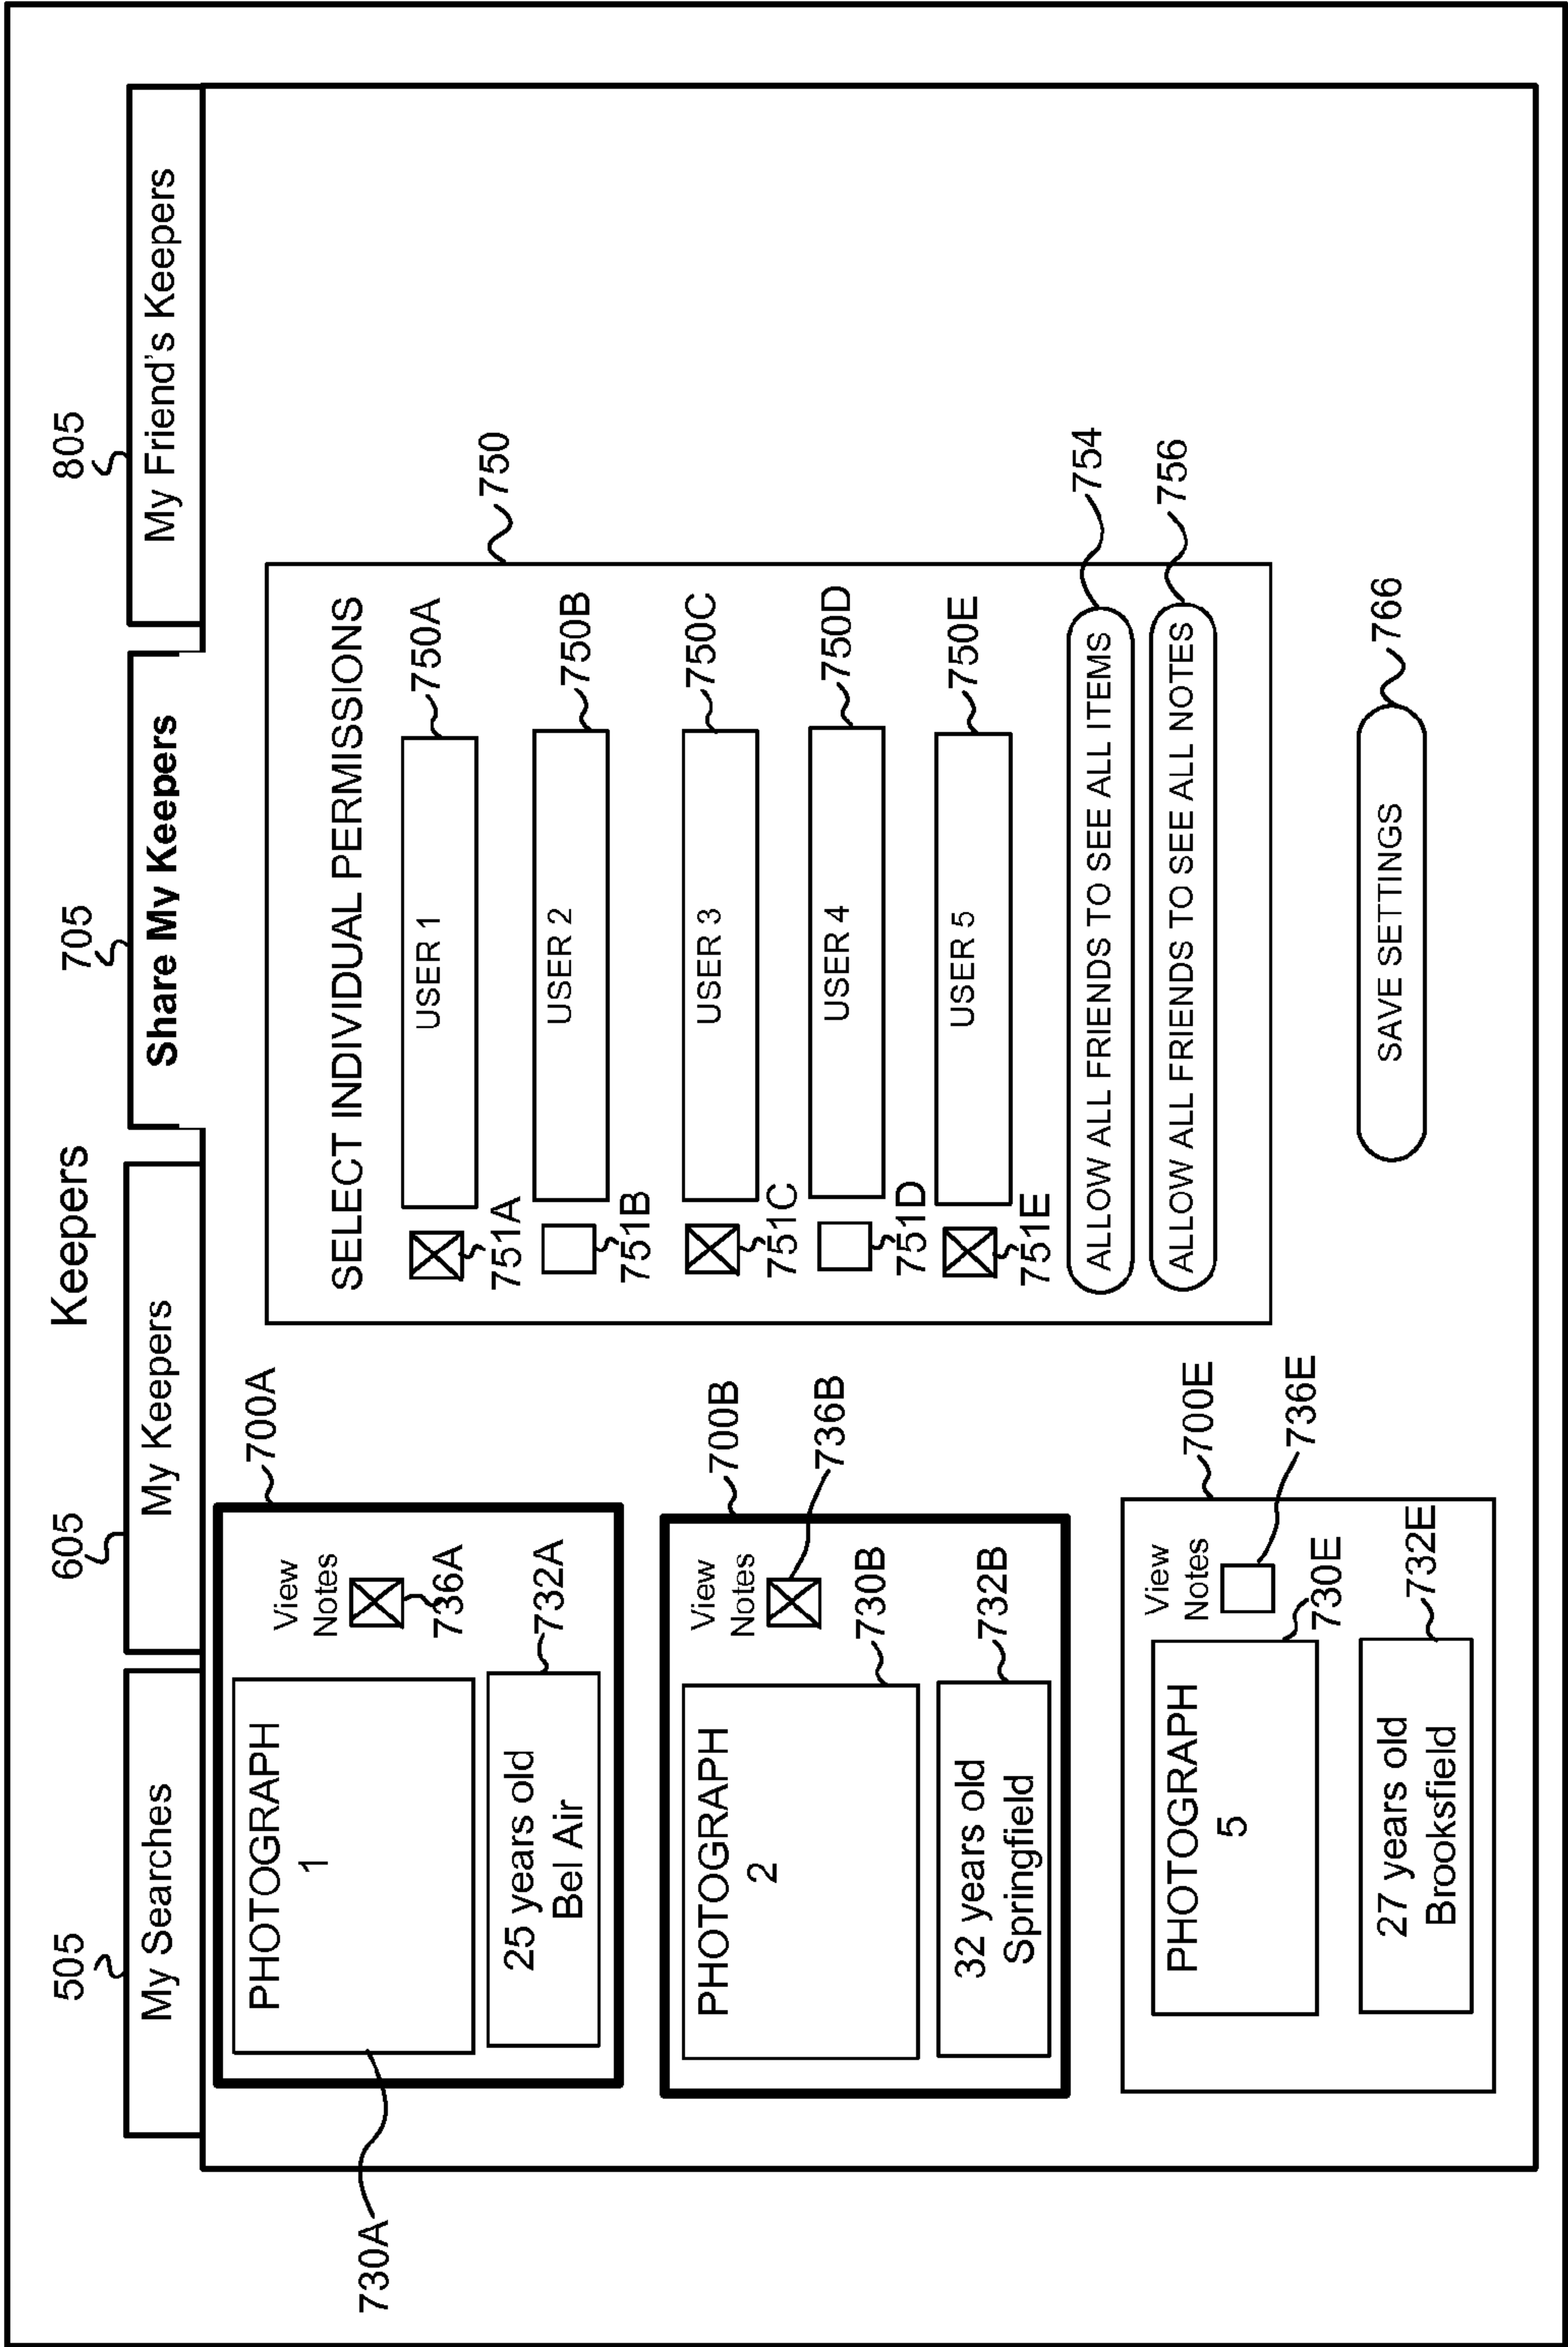 Keepers
505
605
705
805
My Searches
My Keepers
Share My Keepers
My Friend's Keepers
730A
PHOTOGRAPH
1
View
Notes
736A
25 years old
Bel Air
732A
700A
PHOTOGRAPH
2
View
Notes
736B
730B
32 years old
Springfield
732B
700B
PHOTOGRAPH
5
View
Notes
736E
730E
27 years old
Brooksfield
732E
700E
SELECT INDIVIDUAL PERMISSIONS
750
751A
USER 1
750A
751B
USER 2
750B
751C
USER 3
750C
751D
USER 4
750D
751E
USER 5
750E
ALLOW ALL FRIENDS TO SEE ALL ITEMS
754
ALLOW ALL FRIENDS TO SEE ALL NOTES
756
SAVE SETTINGS
766